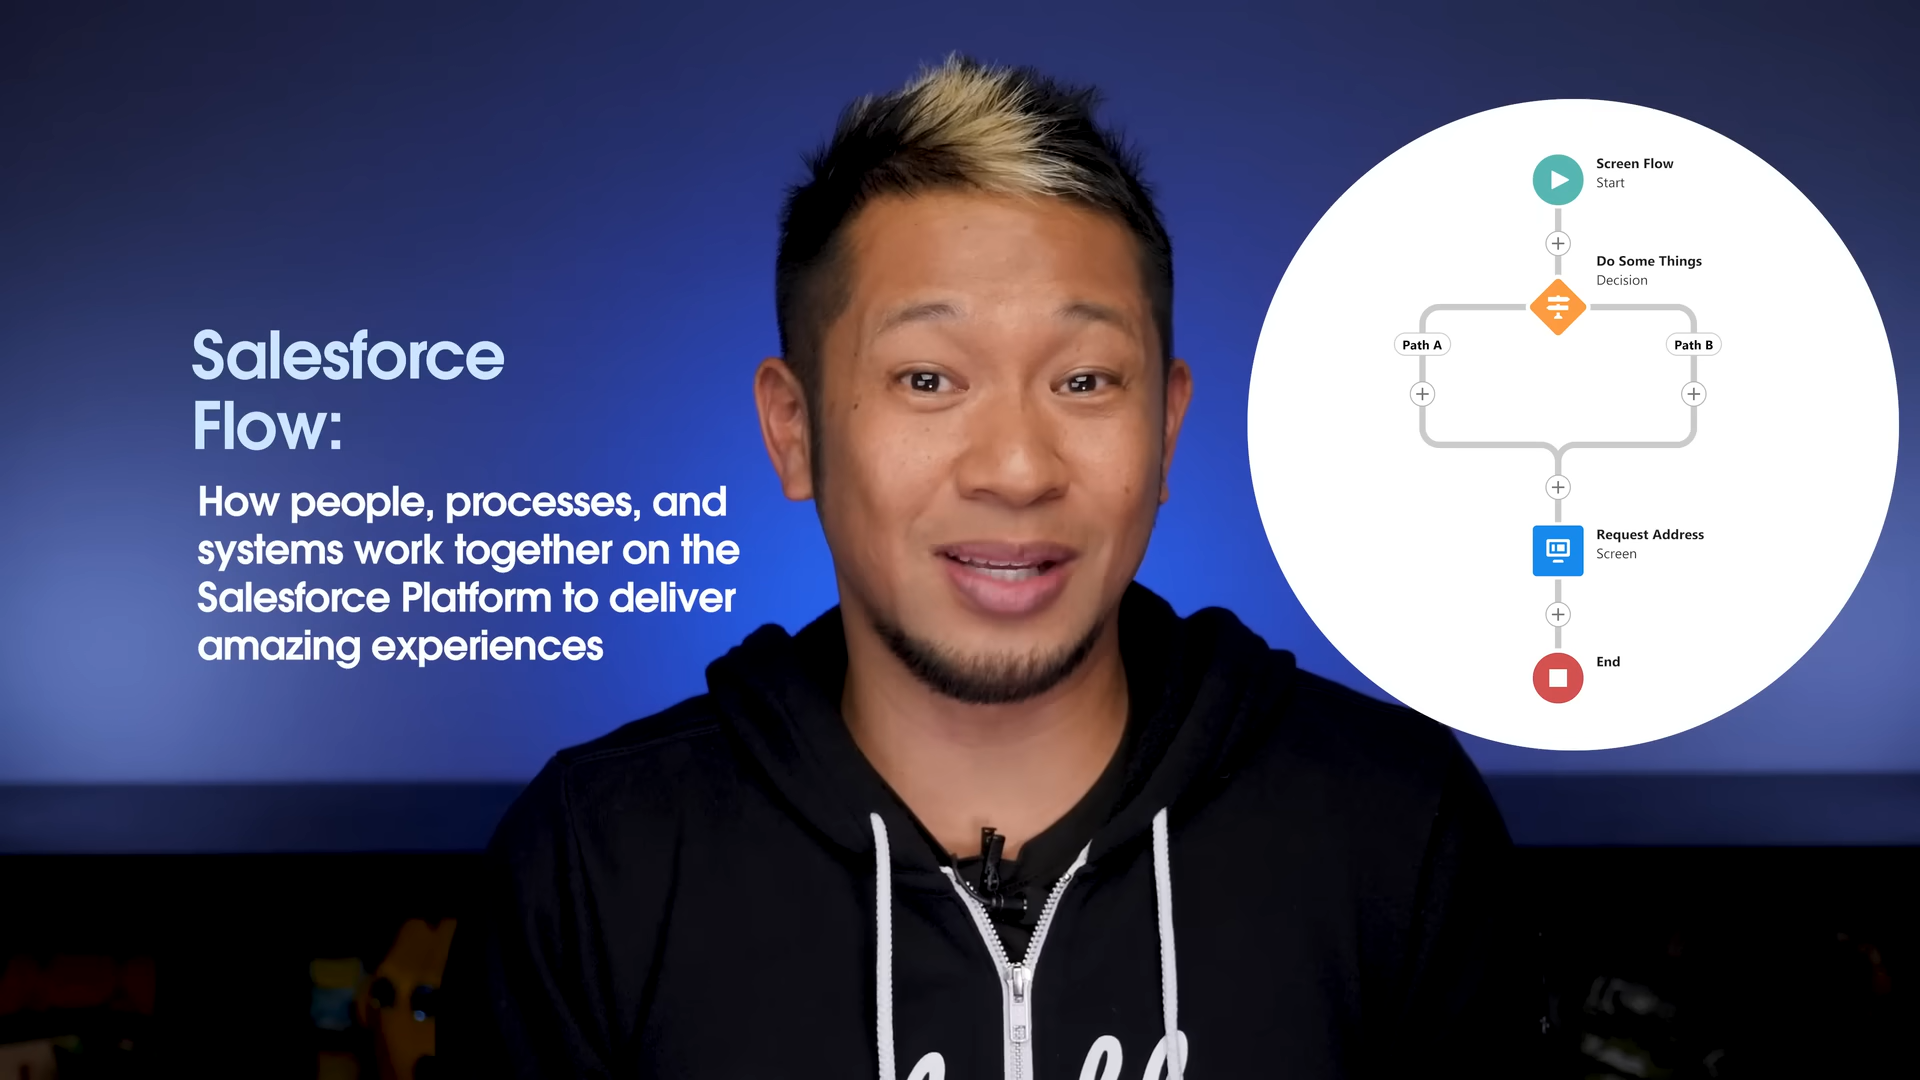 Salesforce
Flow:
How people, processes, and
systems work together on the
Salesforce Platform to deliver
amazing experiences
Screen Flow
Start
Do Some Things
Decision
Path A
Path B
Request Address
Screen
End